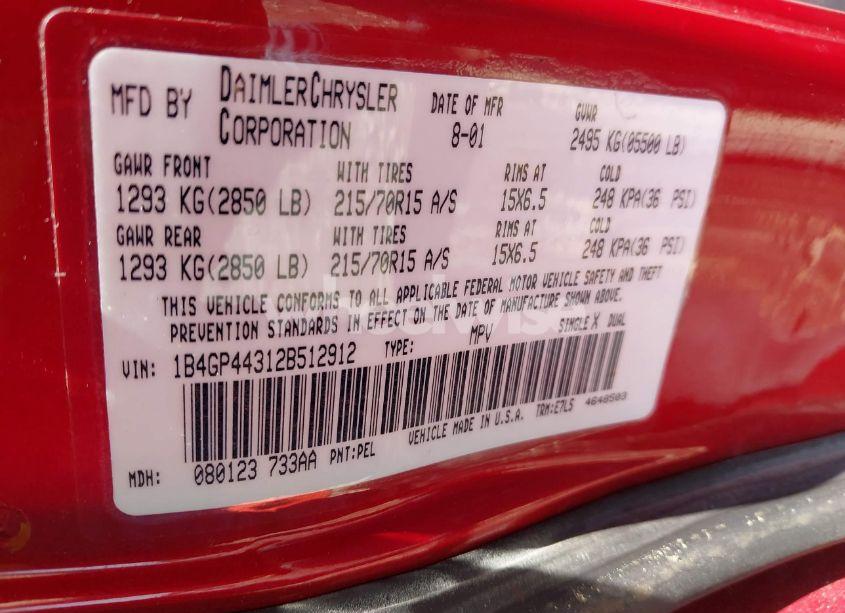 MFD BY DAIMLERCHRYSLER CORPORATION DATE OF MFR 8-01 GVWR 2495 KG(05500 LB)
GAWR FRONT WITH TIRES RIMS AT COLD
1293 KG(2850 LB) 215/70R15 A/S 15X6.5 248 KPA(36 PSI)
GAWR REAR WITH TIRES RIMS AT COLD
1293 KG(2850 LB) 215/70R15 A/S 15X6.5 248 KPA(36 PSI)
THIS VEHICLE CONFORMS TO ALL APPLICABLE FEDERAL MOTOR VEHICLE SAFETY AND THEFT
PREVENTION STANDARDS IN EFFECT ON THE DATE OF MANUFACTURE SHOWN ABOVE.
VIN: 1B4GP44312B512912 TYPE: MPV SINGLE X DUAL
VEHICLE MADE IN U.S.A. TRM:E7L5 4648503
MDH: 080123 733AA PNT:PEL